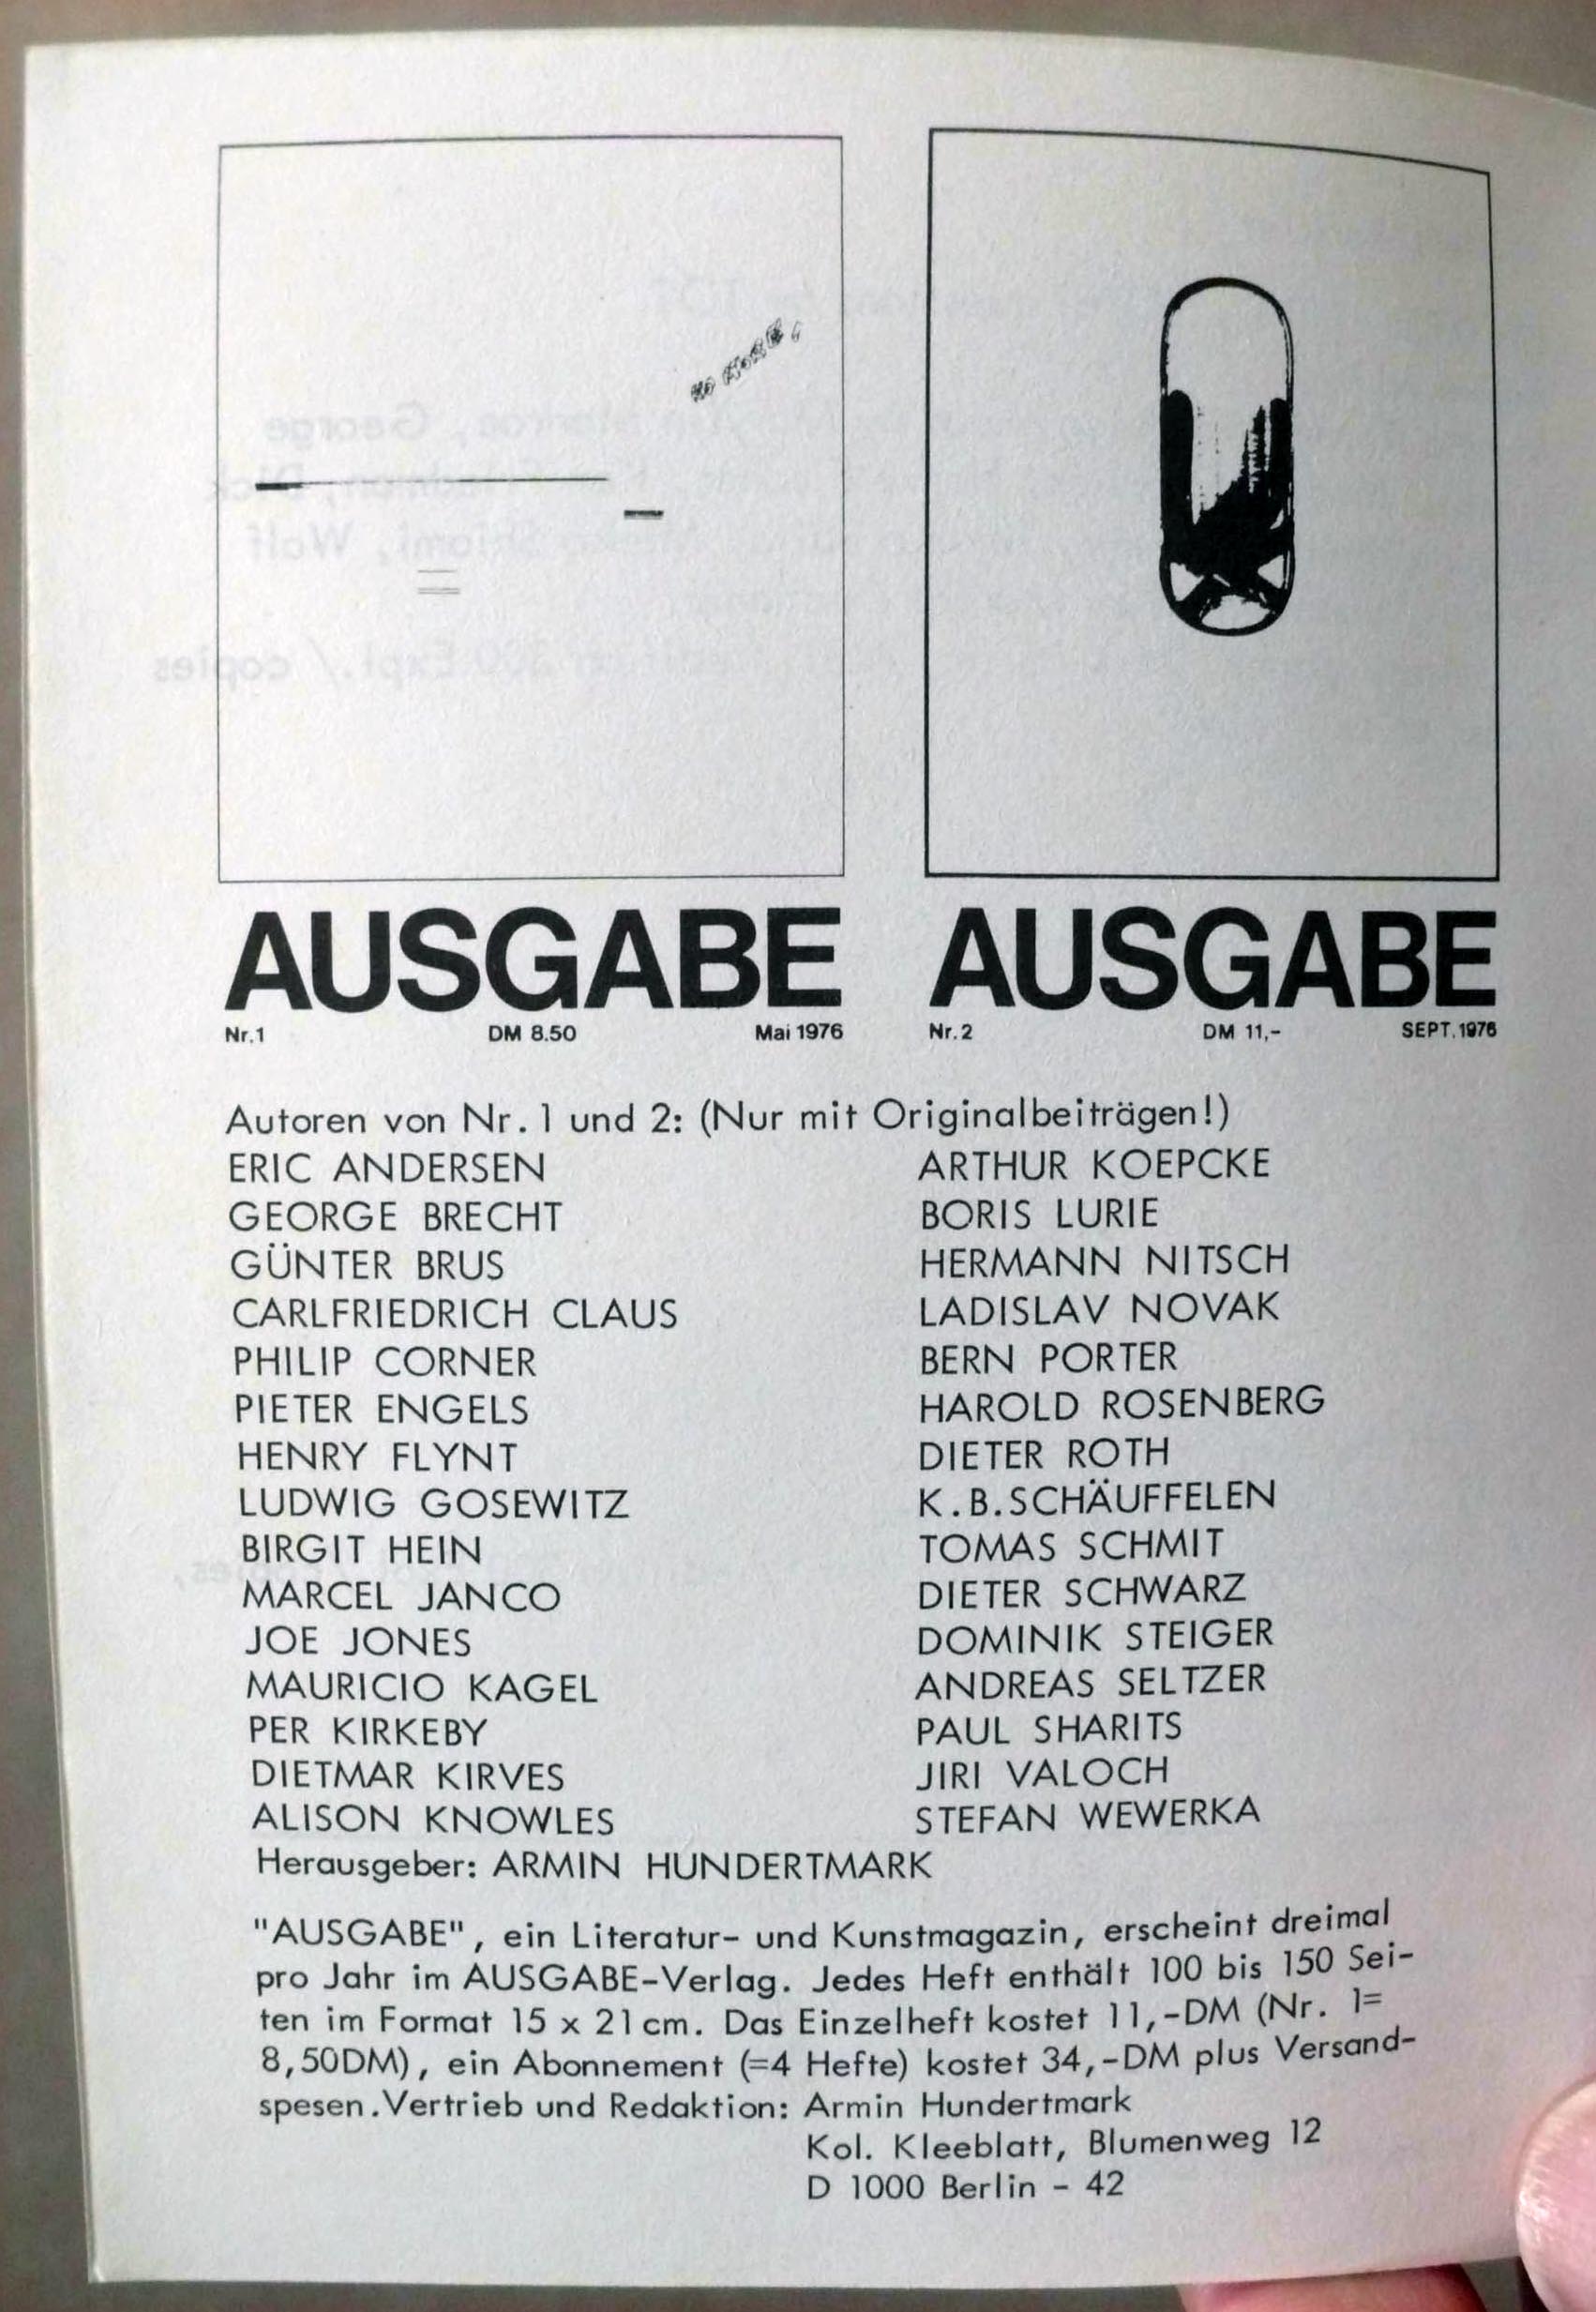 AUSGABE
Nr.1 DM 8.50 Mai 1976
AUSGABE
Nr.2 DM 11,- SEPT.1976
Autoren von Nr. 1 und 2: (Nur mit Originalbeiträgen!)
ERIC ANDERSEN
GEORGE BRECHT
GÜNTER BRUS
CARLFRIEDRICH CLAUS
PHILIP CORNER
PIETER ENGELS
HENRY FLYNT
LUDWIG GOSEWITZ
BIRGIT HEIN
MARCEL JANCO
JOE JONES
MAURICIO KAGEL
PER KIRKEBY
DIETMAR KIRVES
ALISON KNOWLES
ARTHUR KOEPCKE
BORIS LURIE
HERMANN NITSCH
LADISLAV NOVAK
BERN PORTER
HAROLD ROSENBERG
DIETER ROTH
K.B.SCHÄUFFELEN
TOMAS SCHMIT
DIETER SCHWARZ
DOMINIK STEIGER
ANDREAS SELTZER
PAUL SHARITS
JIRI VALOCH
STEFAN WEWERKA
Herausgeber: ARMIN HUNDERTMARK
"AUSGABE", ein Literatur- und Kunstmagazin, erscheint dreimal
pro Jahr im AUSGABE-Verlag. Jedes Heft enthält 100 bis 150 Sei-
ten im Format 15 x 21cm. Das Einzelheft kostet 11,-DM (Nr. 1=
8,50DM), ein Abonnement (=4 Hefte) kostet 34,-DM plus Versand-
spesen.Vertrieb und Redaktion: Armin Hundertmark
Kol. Kleeblatt, Blumenweg 12
D 1000 Berlin - 42